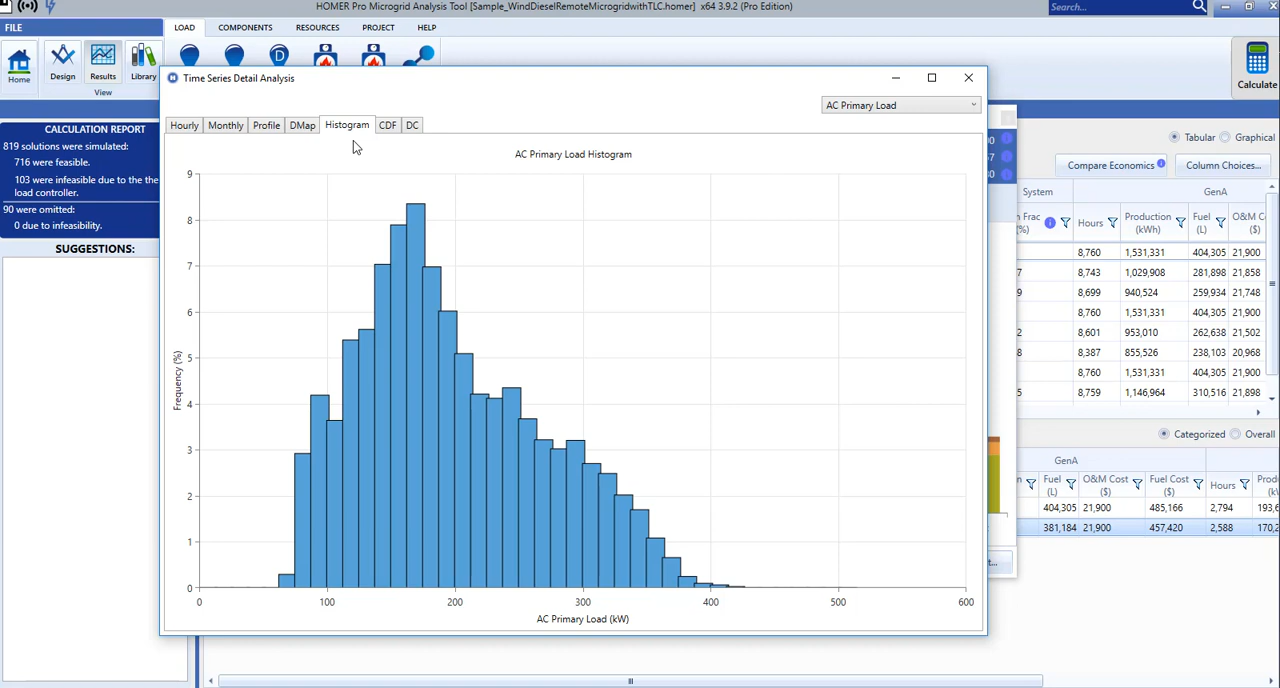 HOMER Pro Microgrid Analysis Tool [Sample_WindDieselRemoteMicrogridwithTLC.homer] x64 3.9.2 (Pro Edition)
Search...
FILE
LOAD COMPONENTS RESOURCES PROJECT HELP
Home Design Results Library
View
D
Calculate
Time Series Detail Analysis
AC Primary Load
Hourly Monthly Profile DMap Histogram CDF DC
CALCULATION REPORT
819 solutions were simulated:
716 were feasible.
103 were infeasible due to the the
load controller.
90 were omitted:
0 due to infeasibility.
SUGGESTIONS:
AC Primary Load Histogram
9
8
7
6
5
4
3
2
1
0
Frequency (%)
0 100 200 300 400 500 600
AC Primary Load (kW)
Tabular Graphical
Compare Economics Column Choices...
System GenA
Frac
(%)
Hours Production
(kWh)
Fuel
(L)
O&M C
($)
8,760 1,531,331 404,305 21,900
7 8,743 1,029,908 281,898 21,858
9 8,699 940,524 259,934 21,748
8,760 1,531,331 404,305 21,900
2 8,601 953,010 262,638 21,502
8 8,387 855,526 238,103 20,968
8,760 1,531,331 404,305 21,900
8,759 1,146,964 310,516 21,898
Categorized Overall
GenA
Fuel
(L)
O&M Cost
($)
Fuel Cost
($)
Hours
404,305 21,900 485,166 2,794 193,6
381,184 21,900 457,420 2,588 170,2